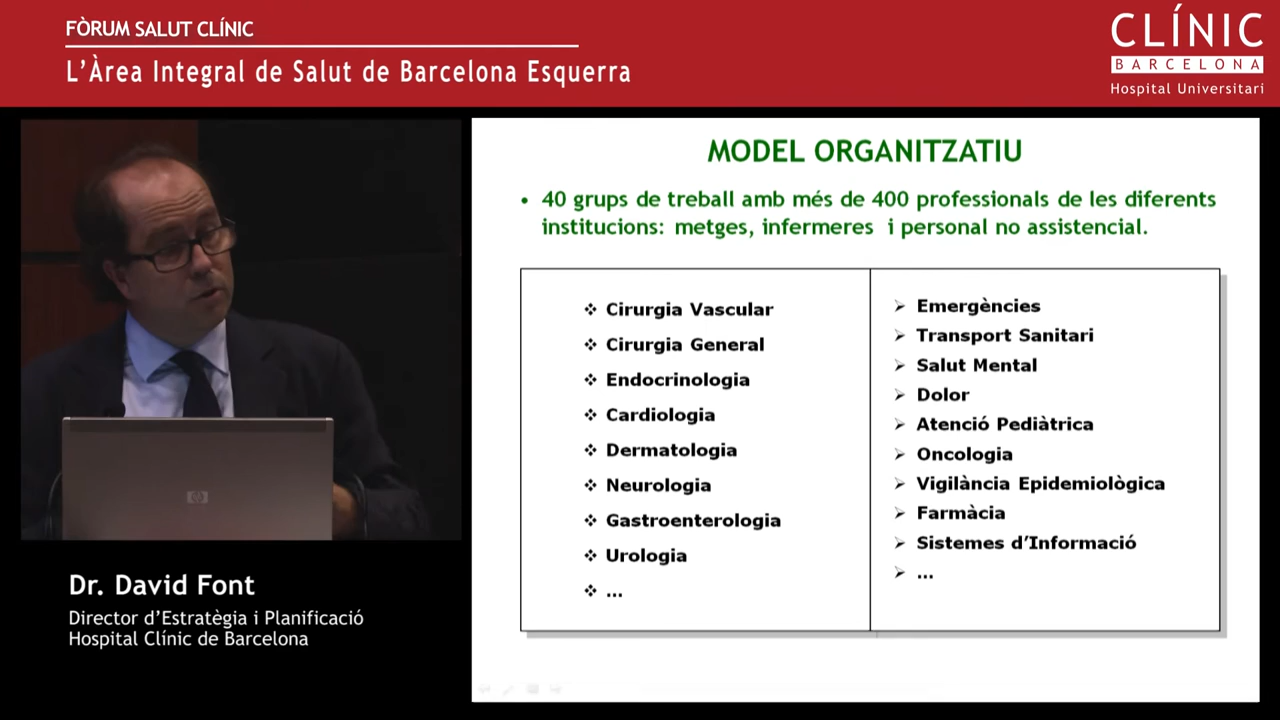 FÒRUM SALUT CLÍNIC
L'Àrea Integral de Salut de Barcelona Esquerra
CLÍNIC
BARCELONA
Hospital Universitari
MODEL ORGANITZATIU
• 40 grups de treball amb més de 400 professionals de les diferents
institucions: metges, infermeres i personal no assistencial.
❖ Cirurgia Vascular
❖ Cirurgia General
❖ Endocrinologia
❖ Cardiologia
❖ Dermatologia
❖ Neurologia
❖ Gastroenterologia
❖ Urologia
❖ ...
➢ Emergències
➢ Transport Sanitari
➢ Salut Mental
➢ Dolor
➢ Atenció Pediàtrica
➢ Oncologia
➢ Vigilància Epidemiològica
➢ Farmàcia
➢ Sistemes d'Informació
➢ ...
hp
Dr. David Font
Director d'Estratègia i Planificació
Hospital Clínic de Barcelona